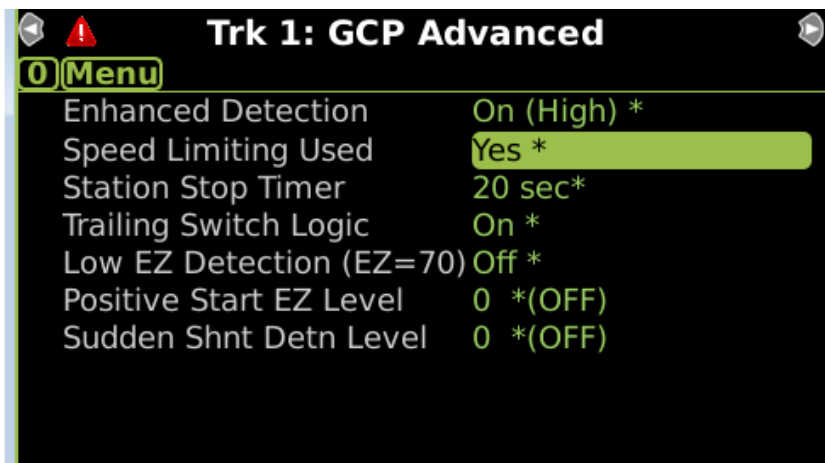 Trk 1: GCP Advanced
0 Menu
Enhanced Detection On (High) *
Speed Limiting Used Yes *
Station Stop Timer 20 sec*
Trailing Switch Logic On *
Low EZ Detection (EZ=70) Off *
Positive Start EZ Level 0 *(OFF)
Sudden Shnt Detn Level 0 *(OFF)